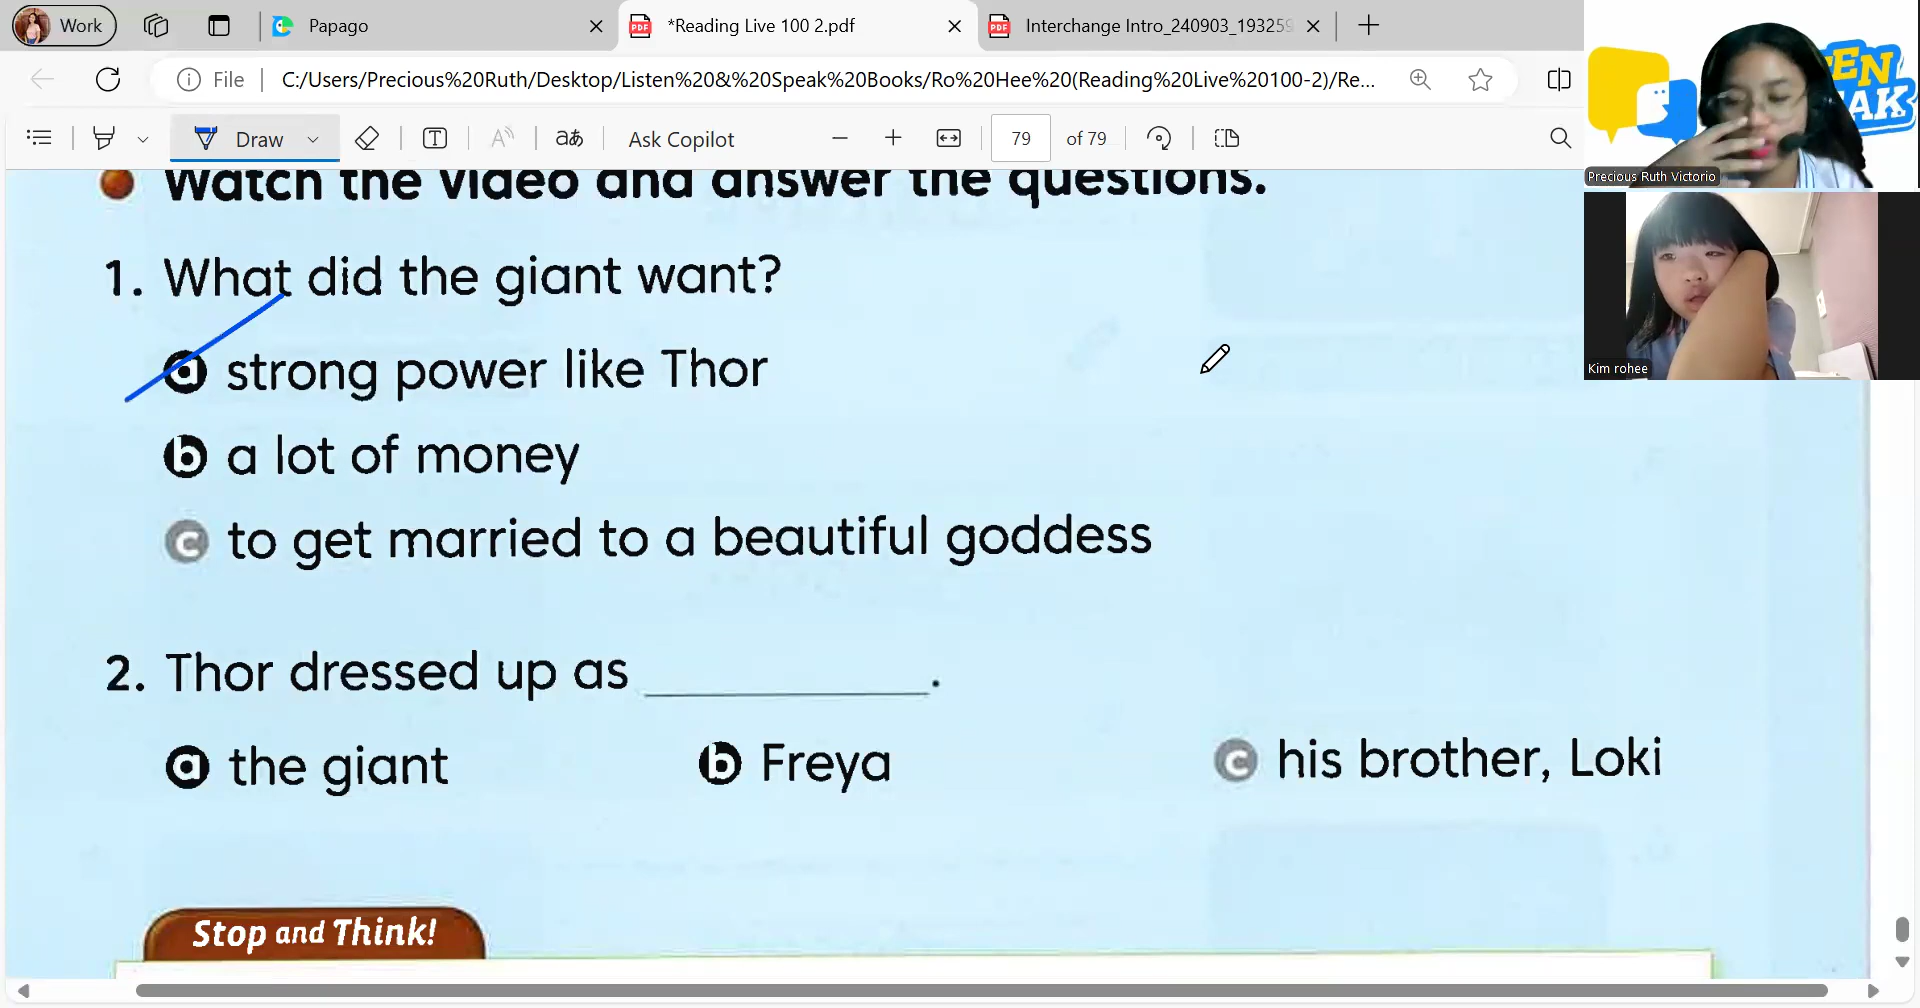 Work
Papago
*Reading Live 100 2.pdf
Interchange Intro_240903_193259
File
C:/Users/Precious%20Ruth/Desktop/Listen%20&%20Speak%20Books/Ro%20Hee%20(Reading%20Live%20100-2)/Re...
Draw
Ask Copilot
79 of 79
Watch the video and answer the questions.
1. What did the giant want?
a strong power like Thor
b a lot of money
c to get married to a beautiful goddess
2. Thor dressed up as ____________.
a the giant b Freya c his brother, Loki
Stop and Think!
EN
AK
Precious Ruth Victorio
Kim rohee